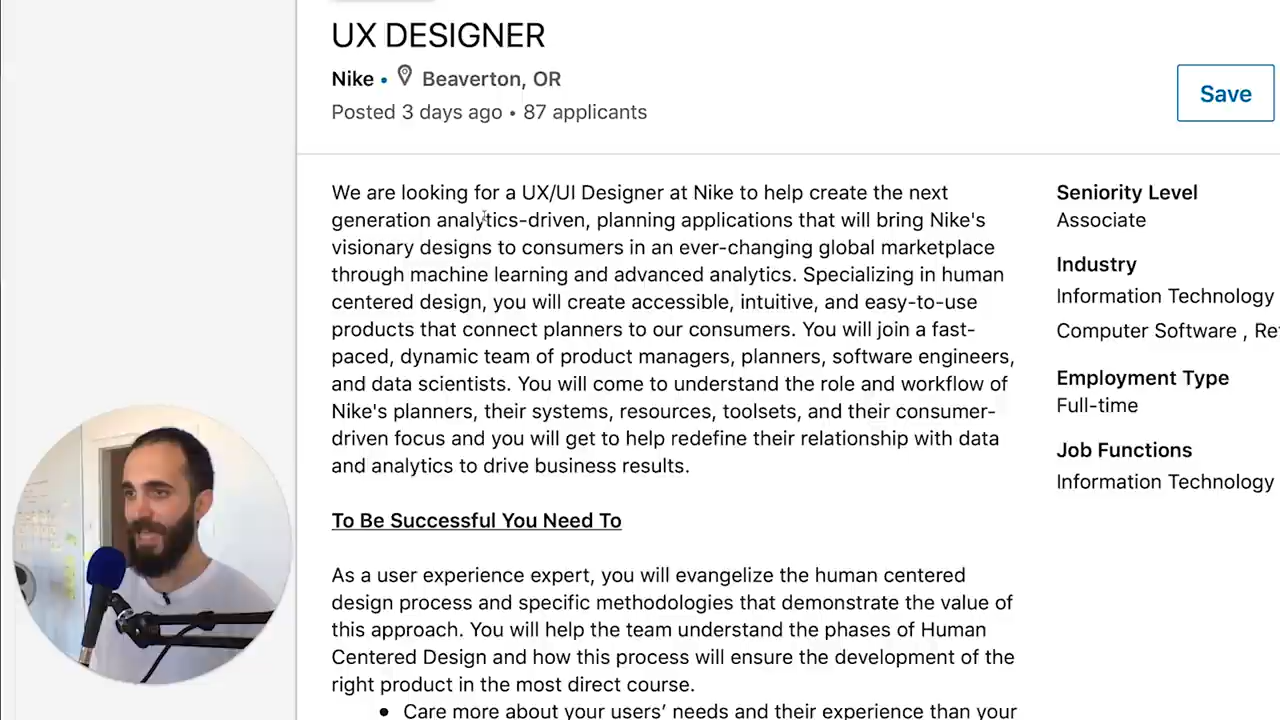 UX DESIGNER
Nike • Beaverton, OR
Posted 3 days ago • 87 applicants
Save
We are looking for a UX/UI Designer at Nike to help create the next
generation analytics-driven, planning applications that will bring Nike's
visionary designs to consumers in an ever-changing global marketplace
through machine learning and advanced analytics. Specializing in human
centered design, you will create accessible, intuitive, and easy-to-use
products that connect planners to our consumers. You will join a fast-
paced, dynamic team of product managers, planners, software engineers,
and data scientists. You will come to understand the role and workflow of
Nike's planners, their systems, resources, toolsets, and their consumer-
driven focus and you will get to help redefine their relationship with data
and analytics to drive business results.
To Be Successful You Need To
As a user experience expert, you will evangelize the human centered
design process and specific methodologies that demonstrate the value of
this approach. You will help the team understand the phases of Human
Centered Design and how this process will ensure the development of the
right product in the most direct course.
• Care more about your users' needs and their experience than your
Seniority Level
Associate
Industry
Information Technology
Computer Software , Re
Employment Type
Full-time
Job Functions
Information Technology